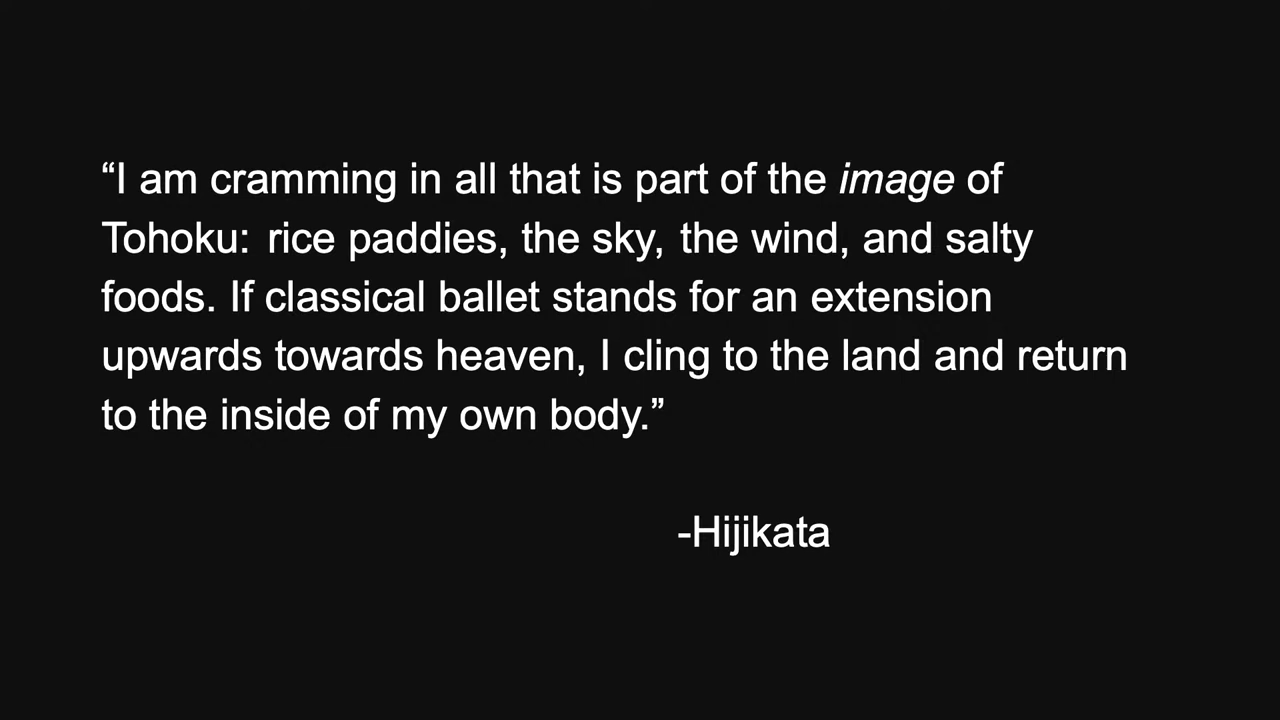 “I am cramming in all that is part of the image of
Tohoku: rice paddies, the sky, the wind, and salty
foods. If classical ballet stands for an extension
upwards towards heaven, I cling to the land and return
to the inside of my own body.”
-Hijikata